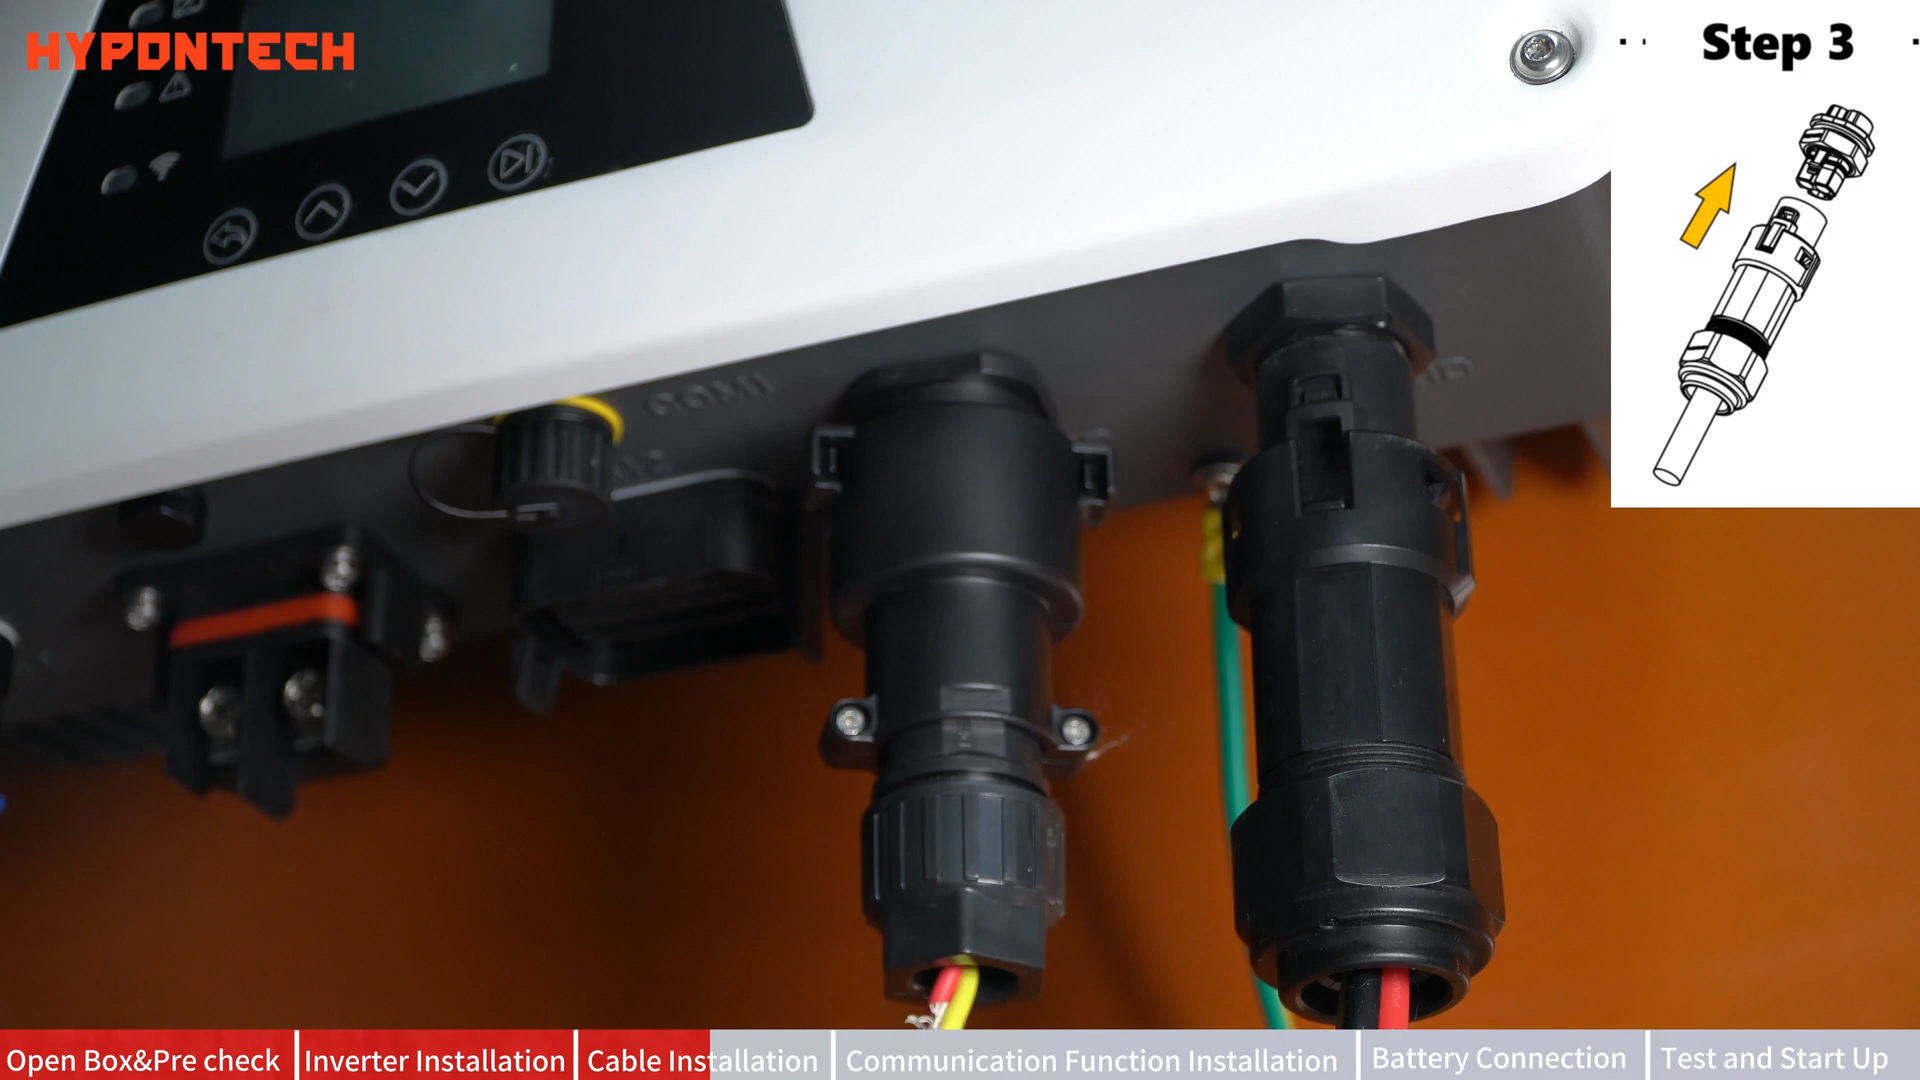 HYPONTECH
Step 3
COM1
Open Box&Pre check
Inverter Installation
Cable Installation
Communication Function Installation
Battery Connection
Test and Start Up